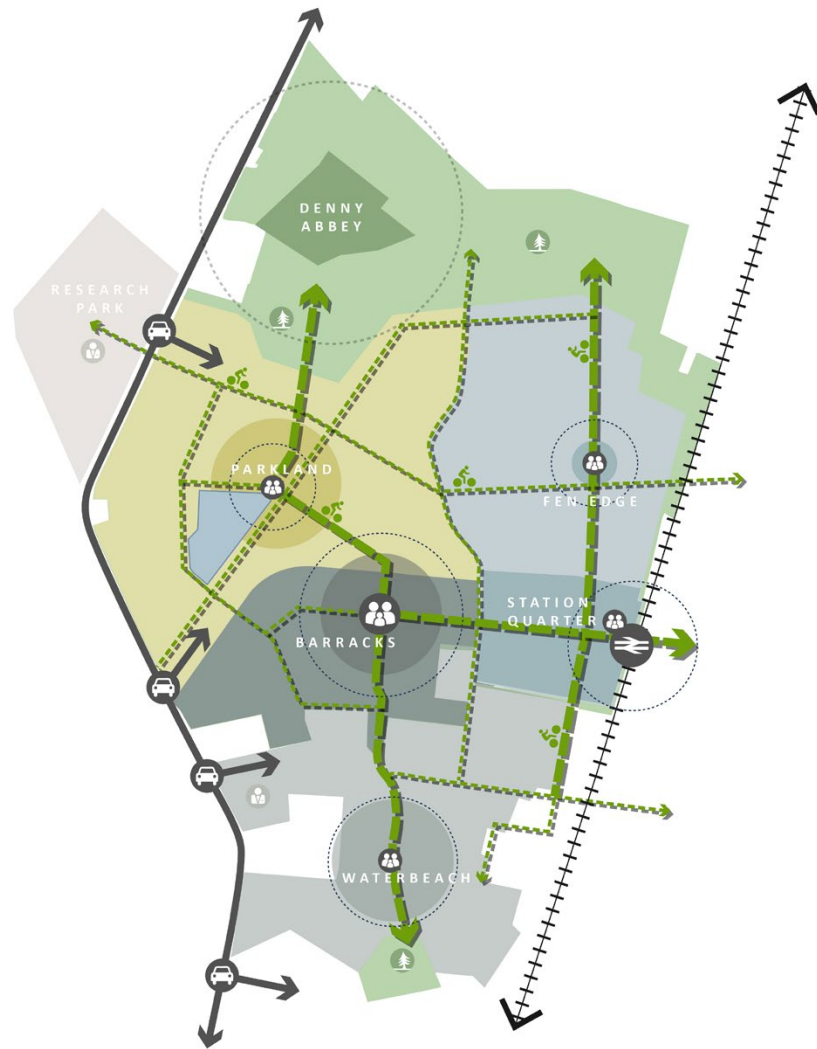 DENNY
ABBEY
RESEARCH
PARK
PARKLAND
FEN EDGE
STATION
QUARTER
BARRACKS
WATERBEACH